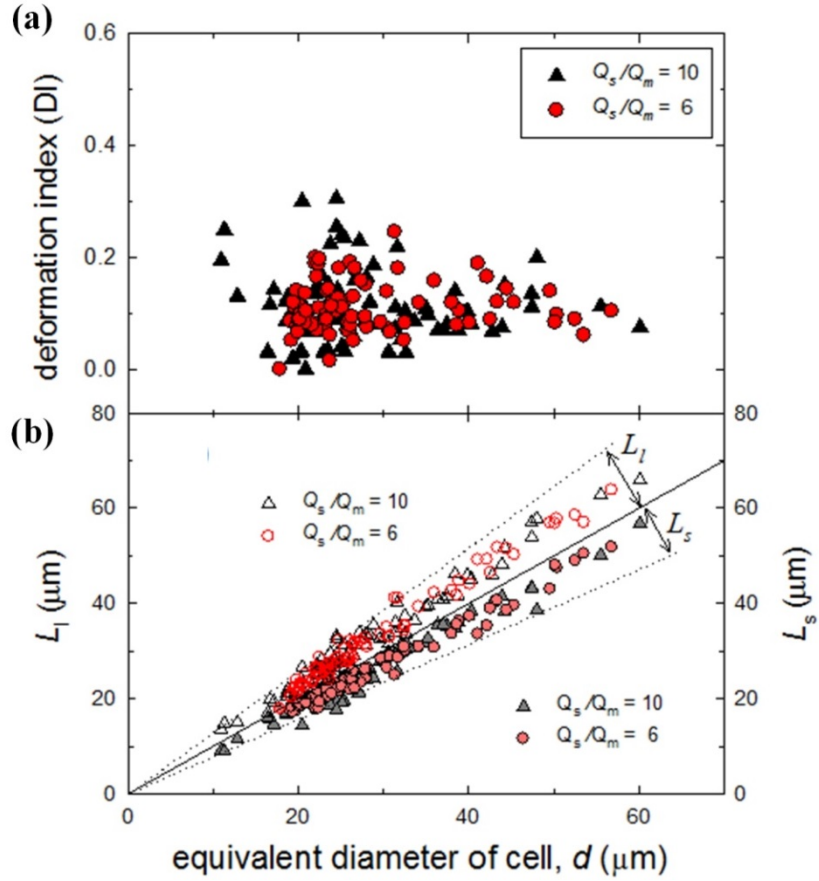 (a)
0.6
0.4
0.2
0.0
deformation index (DI)
Qs/Qm = 10
Qs/Qm = 6
(b)
80
60
40
20
0
Ll (μm)
Qs/Qm = 10
Qs/Qm = 6
Ll
Ls
Qs/Qm = 10
Qs/Qm = 6
80
60
40
20
0
Ls (μm)
0 20 40 60
equivalent diameter of cell, d (μm)